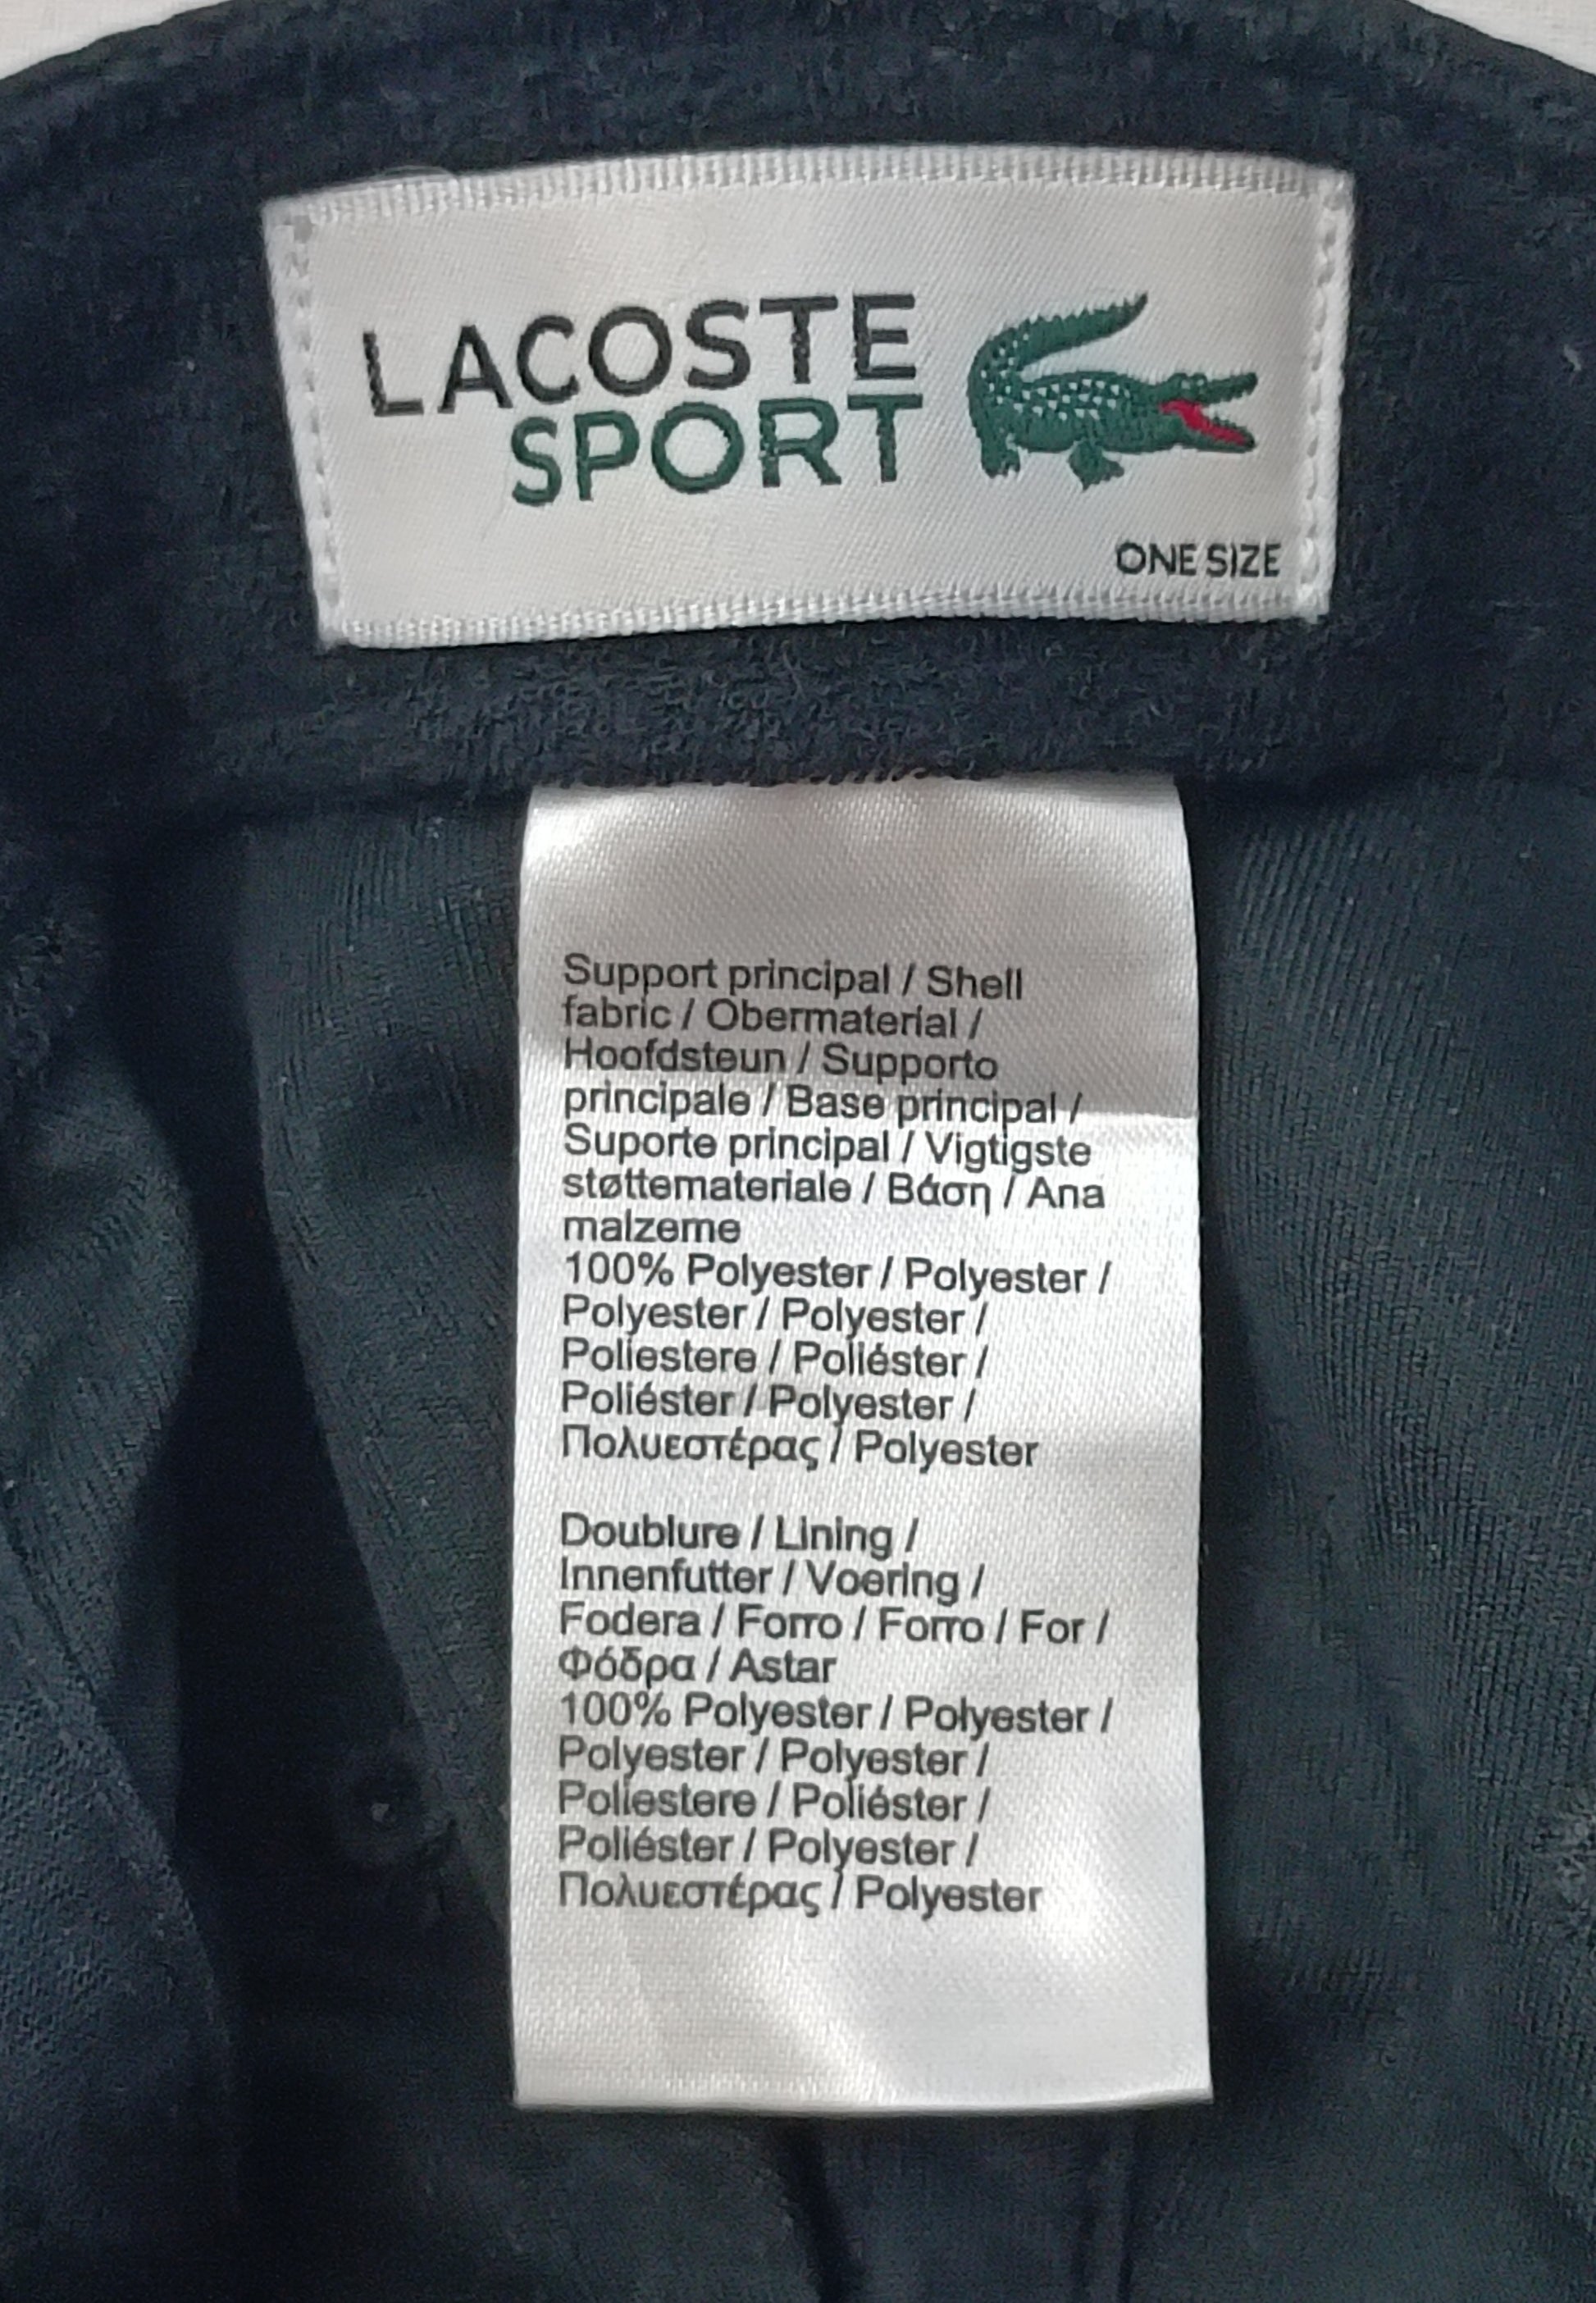 LACOSTE
SPORT
ONE SIZE
Support principal / Shell
fabric / Obermaterial /
Hoofdsteun / Supporto
principale / Base principal /
Suporte principal / Vigtigste
støttemateriale / Βάση / Ana
malzeme
100% Polyester / Polyester /
Polyester / Polyester /
Poliestere / Poliéster /
Poliéster / Polyester /
Πολυεστέρας / Polyester
Doublure / Lining /
Innenfutter / Voering /
Fodera / Forro / Forro / For /
Φόδρα / Astar
100% Polyester / Polyester /
Polyester / Polyester /
Poliestere / Poliéster /
Poliéster / Polyester /
Πολυεστέρας / Polyester